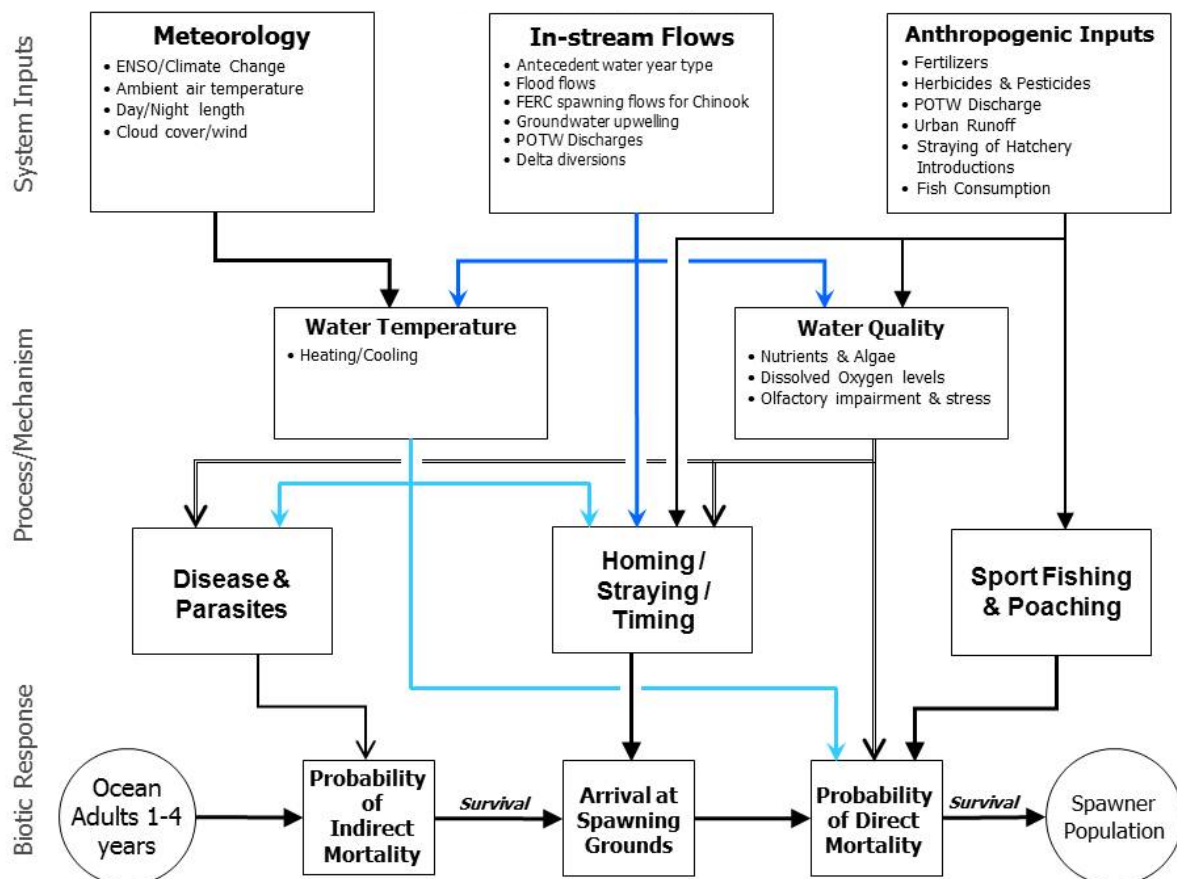 System Inputs
Meteorology
• ENSO/Climate Change
• Ambient air temperature
• Day/Night length
• Cloud cover/wind
In-stream Flows
• Antecedent water year type
• Flood flows
• FERC spawning flows for Chinook
• Groundwater upwelling
• POTW Discharges
• Delta diversions
Anthropogenic Inputs
• Fertilizers
• Herbicides & Pesticides
• POTW Discharge
• Urban Runoff
• Straying of Hatchery
Introductions
• Fish Consumption
Process/Mechanism
Water Temperature
• Heating/Cooling
Water Quality
• Nutrients & Algae
• Dissolved Oxygen levels
• Olfactory impairment & stress
Disease &
Parasites
Homing /
Straying /
Timing
Sport Fishing
& Poaching
Biotic Response
Ocean
Adults 1-4
years
Probability
of
Indirect
Mortality
Survival
Arrival at
Spawning
Grounds
Probability
of Direct
Mortality
Survival
Spawner
Population